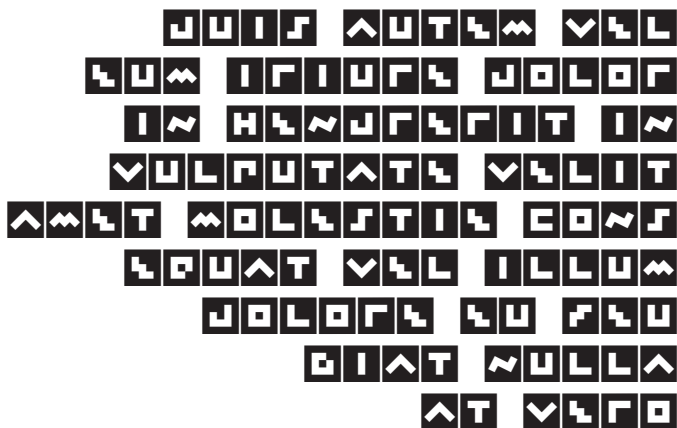 DUIS AUTEM VEL
EUM IRIURE DOLOR
IN HENDRERIT IN
VULPUTATE VELIT
AMET MOLESTIE CONS
EQUAT VEL ILLUM
DOLORE EU FEU
GIAT NULLA
AT VERO